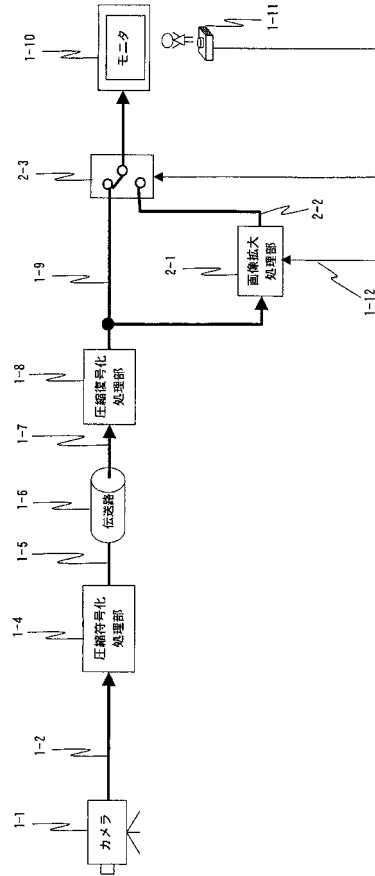 1-1
カメラ
1-2
1-4
圧縮符号化
処理部
1-5
1-6
伝送路
1-7
1-8
圧縮復号化
処理部
1-9
2-1
画像拡大
処理部
2-2
1-12
2-3
1-10
モニタ
1-11